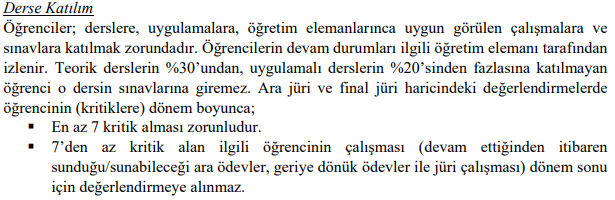 Derse Katılım
Öğrenciler; derslere, uygulamalara, öğretim elemanlarınca uygun görülen çalışmalara ve
sınavlara katılmak zorundadır. Öğrencilerin devam durumları ilgili öğretim elemanı tarafından
izlenir. Teorik derslerin %30’undan, uygulamalı derslerin %20’sinden fazlasına katılmayan
öğrenci o dersin sınavlarına giremez. Ara jüri ve final jüri haricindeki değerlendirmelerde
öğrencinin (kritiklere) dönem boyunca;
▪ En az 7 kritik alması zorunludur.
▪ 7’den az kritik alan ilgili öğrencinin çalışması (devam ettiğinden itibaren
sunduğu/sunabileceği ara ödevler, geriye dönük ödevler ile jüri çalışması) dönem sonu
için değerlendirmeye alınmaz.